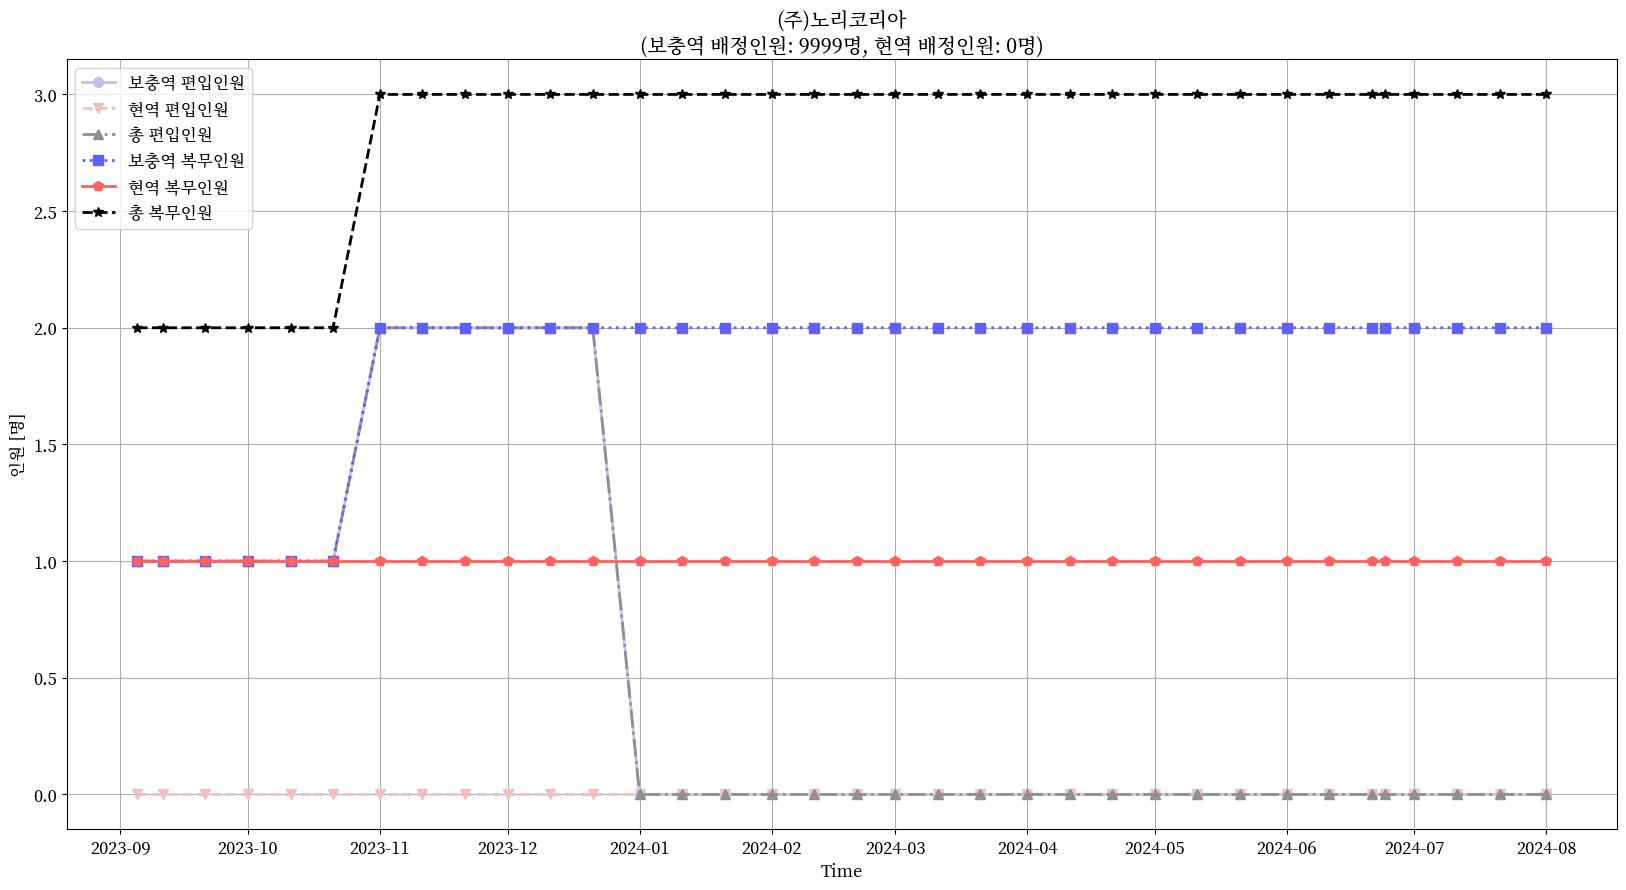 (주)노리코리아
(보충역 배정인원: 9999명, 현역 배정인원: 0명)
보충역 편입인원
현역 편입인원
총 편입인원
보충역 복무인원
현역 복무인원
총 복무인원
3.0
2.5
2.0
1.5
1.0
0.5
0.0
인원 [명]
2023-09 2023-10 2023-11 2023-12 2024-01 2024-02 2024-03 2024-04 2024-05 2024-06 2024-07 2024-08
Time